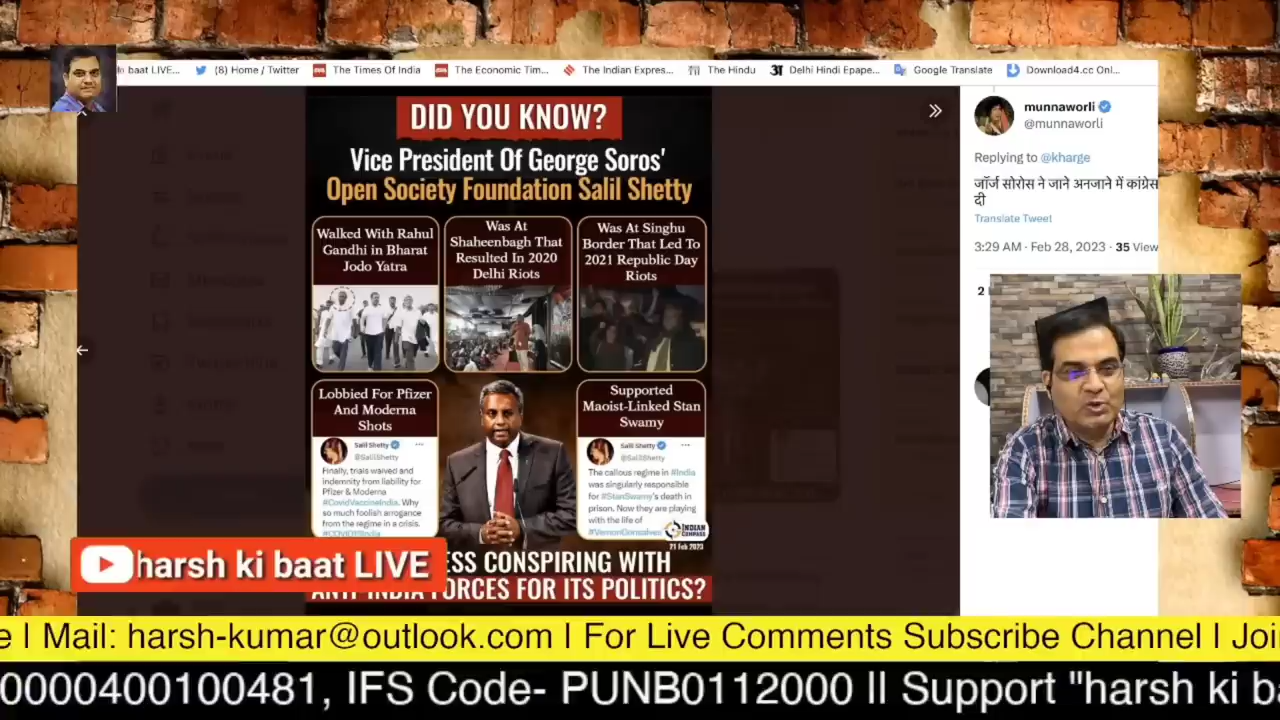 baat LIVE...
(8) Home / Twitter
The Times Of India
The Economic Tim...
The Indian Expres...
The Hindu
Delhi Hindi Epape...
Google Translate
Download4.cc Onl...
DID YOU KNOW?
Vice President Of George Soros'
Open Society Foundation Salil Shetty
Walked With Rahul
Gandhi in Bharat
Jodo Yatra
Was At
Shaheenbagh That
Resulted In 2020
Delhi Riots
Was At Singhu
Border That Led To
2021 Republic Day
Riots
Lobbied For Pfizer
And Moderna
Shots
Salil Shetty
@SalilShetty
Finally, trials waived and
indemnity from liability for
Pfizer & Moderna
#CovidVaccineIndia. Why
so much foolish arrogance
from the regime in a crisis.
#COVID19India
Supported
Maoist-Linked Stan
Swamy
Salil Shetty
@SalilShetty
The callous regime in #India
was singularly responsible
for #StanSwamy's death in
prison. Now they are playing
with the life of
#VernonGonsalves
INDIAN
COMPASS
21 Feb 2023
ESS CONSPIRING WITH
ANTI-INDIA FORCES FOR ITS POLITICS?
munnaworli
@munnaworli
Replying to @kharge
जॉर्ज सोरोस ने जाने अनजाने में कांग्रेस
दी
Translate Tweet
3:29 AM · Feb 28, 2023 · 35 View
2
harsh ki baat LIVE
e I Mail: harsh-kumar@outlook.com I For Live Comments Subscribe Channel I Joi
0000400100481, IFS Code- PUNB0112000 II Support "harsh ki b